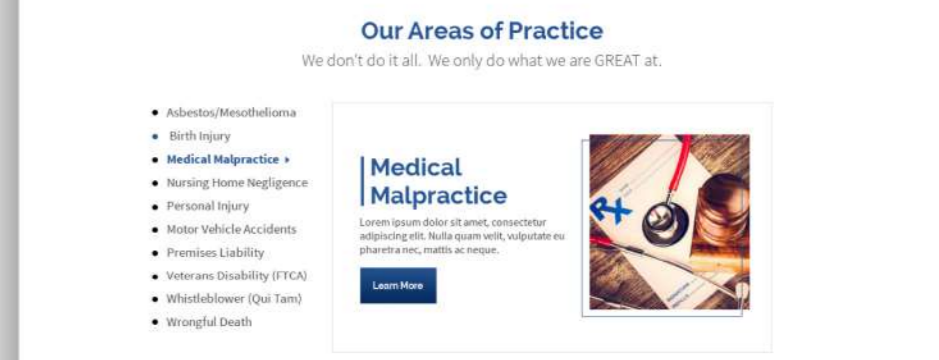 Our Areas of Practice
We don't do it all. We only do what we are GREAT at.
Asbestos/Mesothelioma
Birth Injury
Medical Malpractice
Nursing Home Negligence
Personal Injury
Motor Vehicle Accidents
Premises Liability
Veterans Disability (FTCA)
Whistleblower (Qui Tam)
Wrongful Death
Medical
Malpractice
Lorem ipsum dolor sit amet, consectetur
adipiscing elit. Nulla quam velit, vulputate eu
pharetra nec, mattis ac neque.
Learn More
Rx